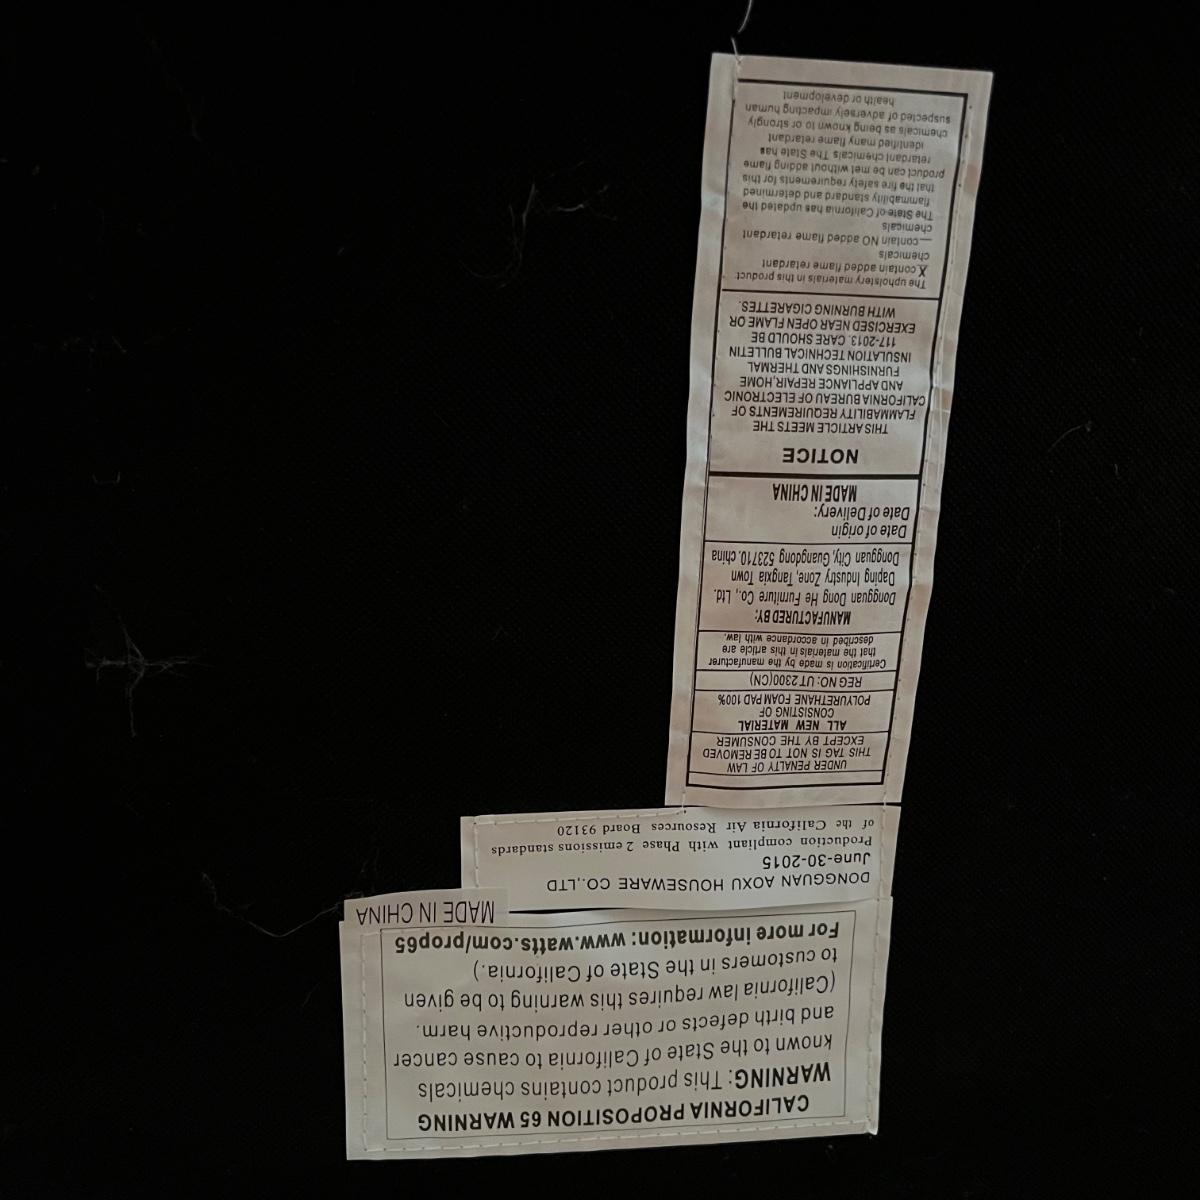 CALIFORNIA PROPOSITION 65 WARNING
WARNING: This product contains chemicals
known to the State of California to cause cancer
and birth defects or other reproductive harm.
(California law requires this warning to be given
to customers in the State of California.)
For more information: www.watts.com/prop65
MADE IN CHINA
DONGGUAN AOXU HOUSEWARE CO.,LTD
June-30-2015
Production compliant with Phase 2 emissions standards
of the California Air Resources Board 93120
UNDER PENALTY OF LAW
THIS TAG IS NOT TO BE REMOVED
EXCEPT BY THE CONSUMER
ALL NEW MATERIAL
CONSISTING OF
POLYURETHANE FOAM PAD 100%
REG NO: UT 2300(CN)
Certification is made by the manufacturer
that the materials in this article are
described in accordance with law.
MANUFACTURED BY:
Dongguan Dong He Furniture Co., Ltd.
Daping Industry Zone, Tangxia Town
Dongguan City, Guangdong 523710.china
Date of origin
Date of Delivery:
MADE IN CHINA
NOTICE
THIS ARTICLE MEETS THE
FLAMMABILITY REQUIREMENTS OF
CALIFORNIA BUREAU OF ELECTRONIC
AND APPLIANCE REPAIR, HOME
FURNISHINGS AND THERMAL
INSULATION TECHNICAL BULLETIN
117-2013. CARE SHOULD BE
EXERCISED NEAR OPEN FLAME OR
WITH BURNING CIGARETTES.
The upholstery materials in this product
X contain added flame retardant
chemicals
—contain NO added flame retardant
chemicals
The State of California has updated the
flammability standard and determined
that the fire safety requirements for this
product can be met without adding flame
retardant chemicals The State has
identified many flame retardant
chemicals as being known to or strongly
suspected of adversely impacting human
health or development